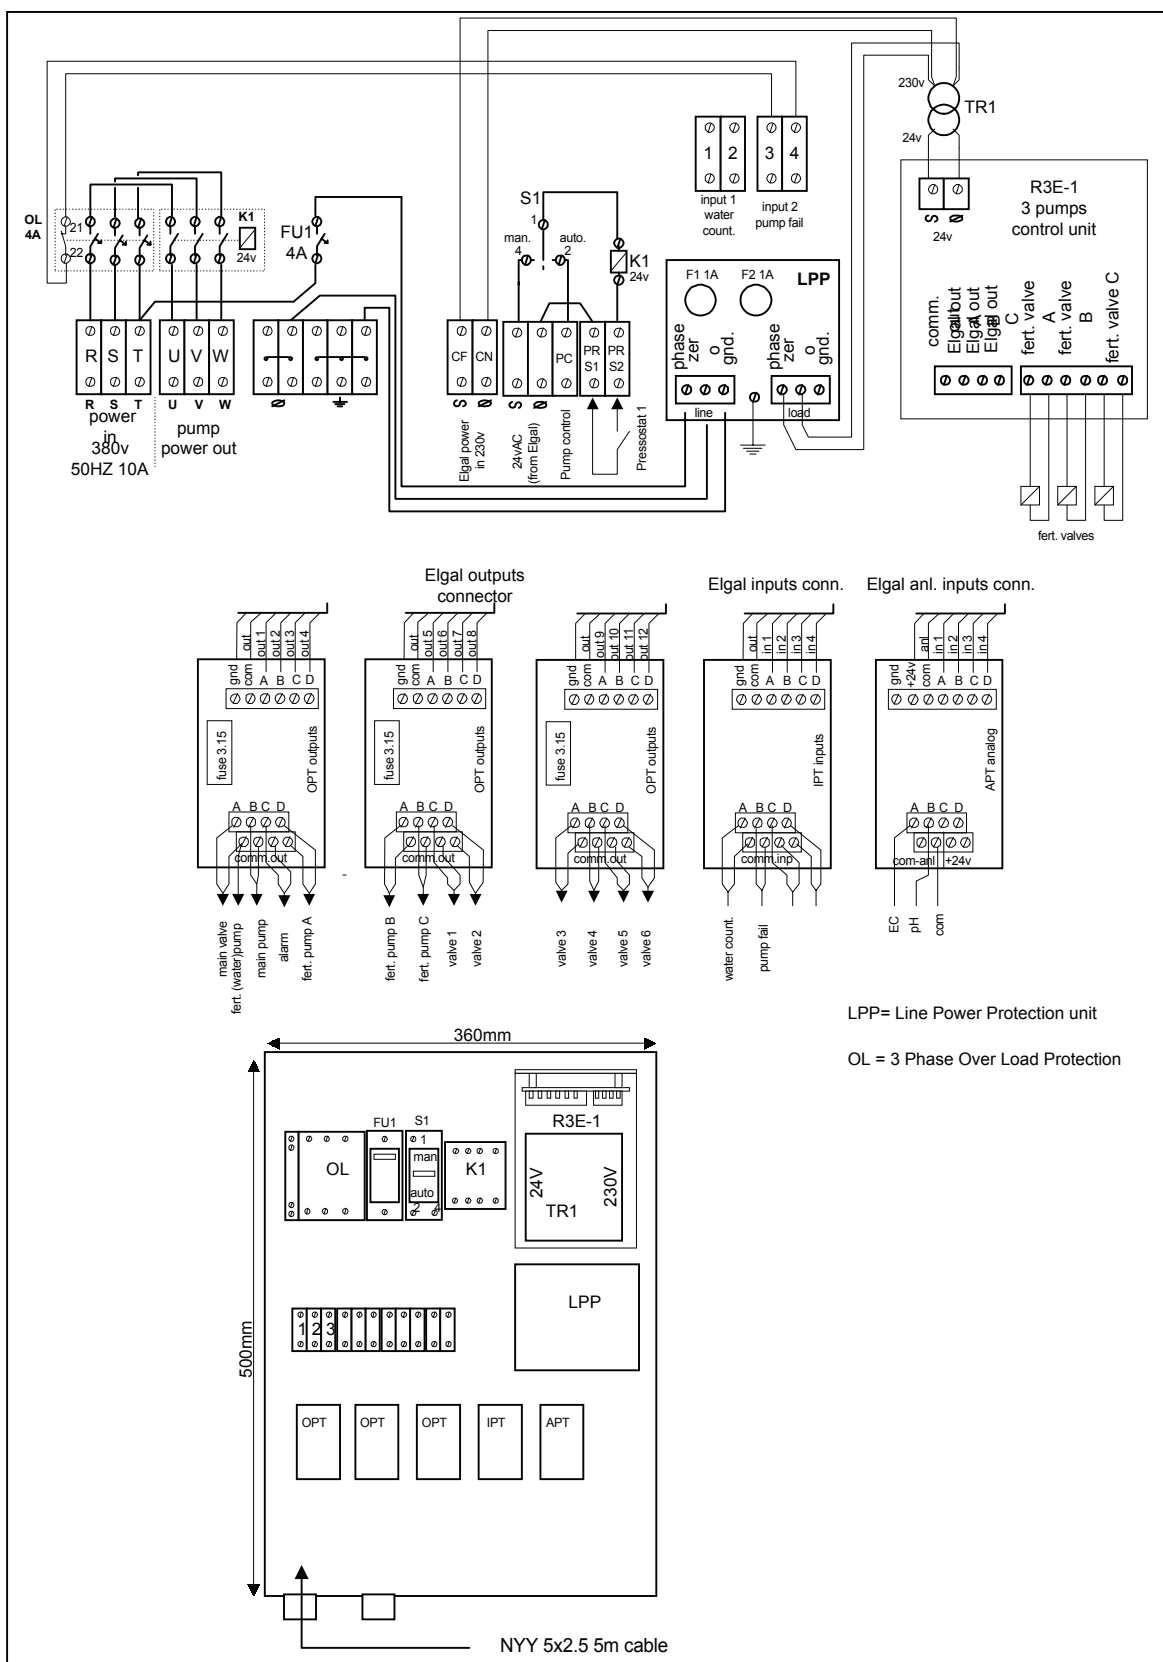 230v
TR1
24v
1 2 3 4
input 1
water
count.
input 2
pump fail
R3E-1
3 pumps
control unit
S Ø
24v
OL
4A
21
22
K1
24v
FU1
4A
S1
1
man.
4
auto.
2
K1
24v
F1 1A
F2 1A
LPP
phase
zer o
gnd.
phase
zer o
gnd.
line
load
comm.
Elgal out
Elgal out
Elgal out
C
fert. valve
A
fert. valve
B
fert. valve C
R S T U V W
R S T U V W
Ø
power
in
380v
50HZ 10A
pump
power out
CF CN
PC
PR
S1
PR
S2
S Ø
S Ø
Elgal power
in 230v
24vAC
(from Elgal)
Pump control
Pressostat 1
fert. valves
Elgal outputs
connector
Elgal inputs conn.
Elgal anl. inputs conn.
out
out 1
out 2
out 3
out 4
gnd
com
A B C D
fuse 3.15
OPT outputs
A B C D
comm.out
main valve
fert. (water)pump
main pump
alarm
fert. pump A
out
out 5
out 6
out 7
out 8
gnd
com
A B C D
fuse 3.15
OPT outputs
A B C D
comm.out
fert. pump B
fert. pump C
valve 1
valve 2
out
out 9
out 10
out 11
out 12
gnd
com
A B C D
fuse 3.15
OPT outputs
A B C D
comm.out
valve 3
valve 4
valve 5
valve 6
out
in 1
in 2
in 3
in 4
gnd
com
A B C D
IPT inputs
A B C D
comm.inp
water count.
pump fail
anl
in 1
in 2
in 3
in 4
gnd
+24v
com
A B C D
APT analog
A B C D
com-anl +24v
EC
pH
com
LPP= Line Power Protection unit
OL = 3 Phase Over Load Protection
360mm
500mm
R3E-1
FU1
S1
OL
1
man
auto
2 4
K1
24V
230V
TR1
LPP
1 2 3
OPT
OPT
OPT
IPT
APT
NYY 5x2.5 5m cable